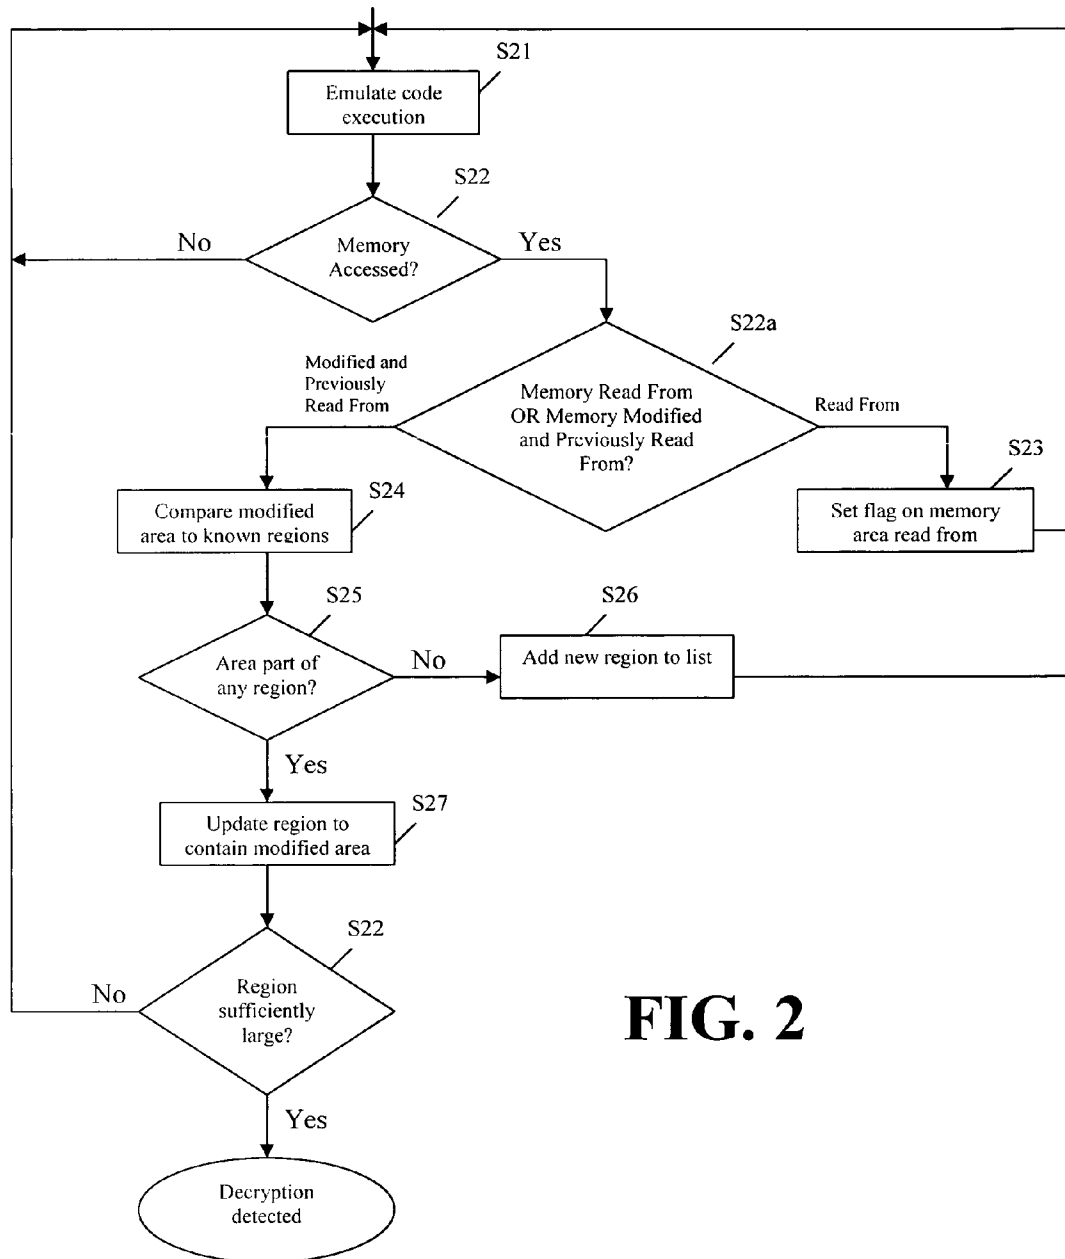 S21
Emulate code
execution
S22
No
Memory
Accessed?
Yes
S22a
Modified and
Previously
Read From
Memory Read From
OR Memory Modified
and Previously Read
From?
Read From
S23
Set flag on memory
area read from
S24
Compare modified
area to known regions
S25
Area part of
any region?
No
S26
Add new region to list
Yes
S27
Update region to
contain modified area
S22
No
Region
sufficiently
large?
FIG. 2
Yes
Decryption
detected